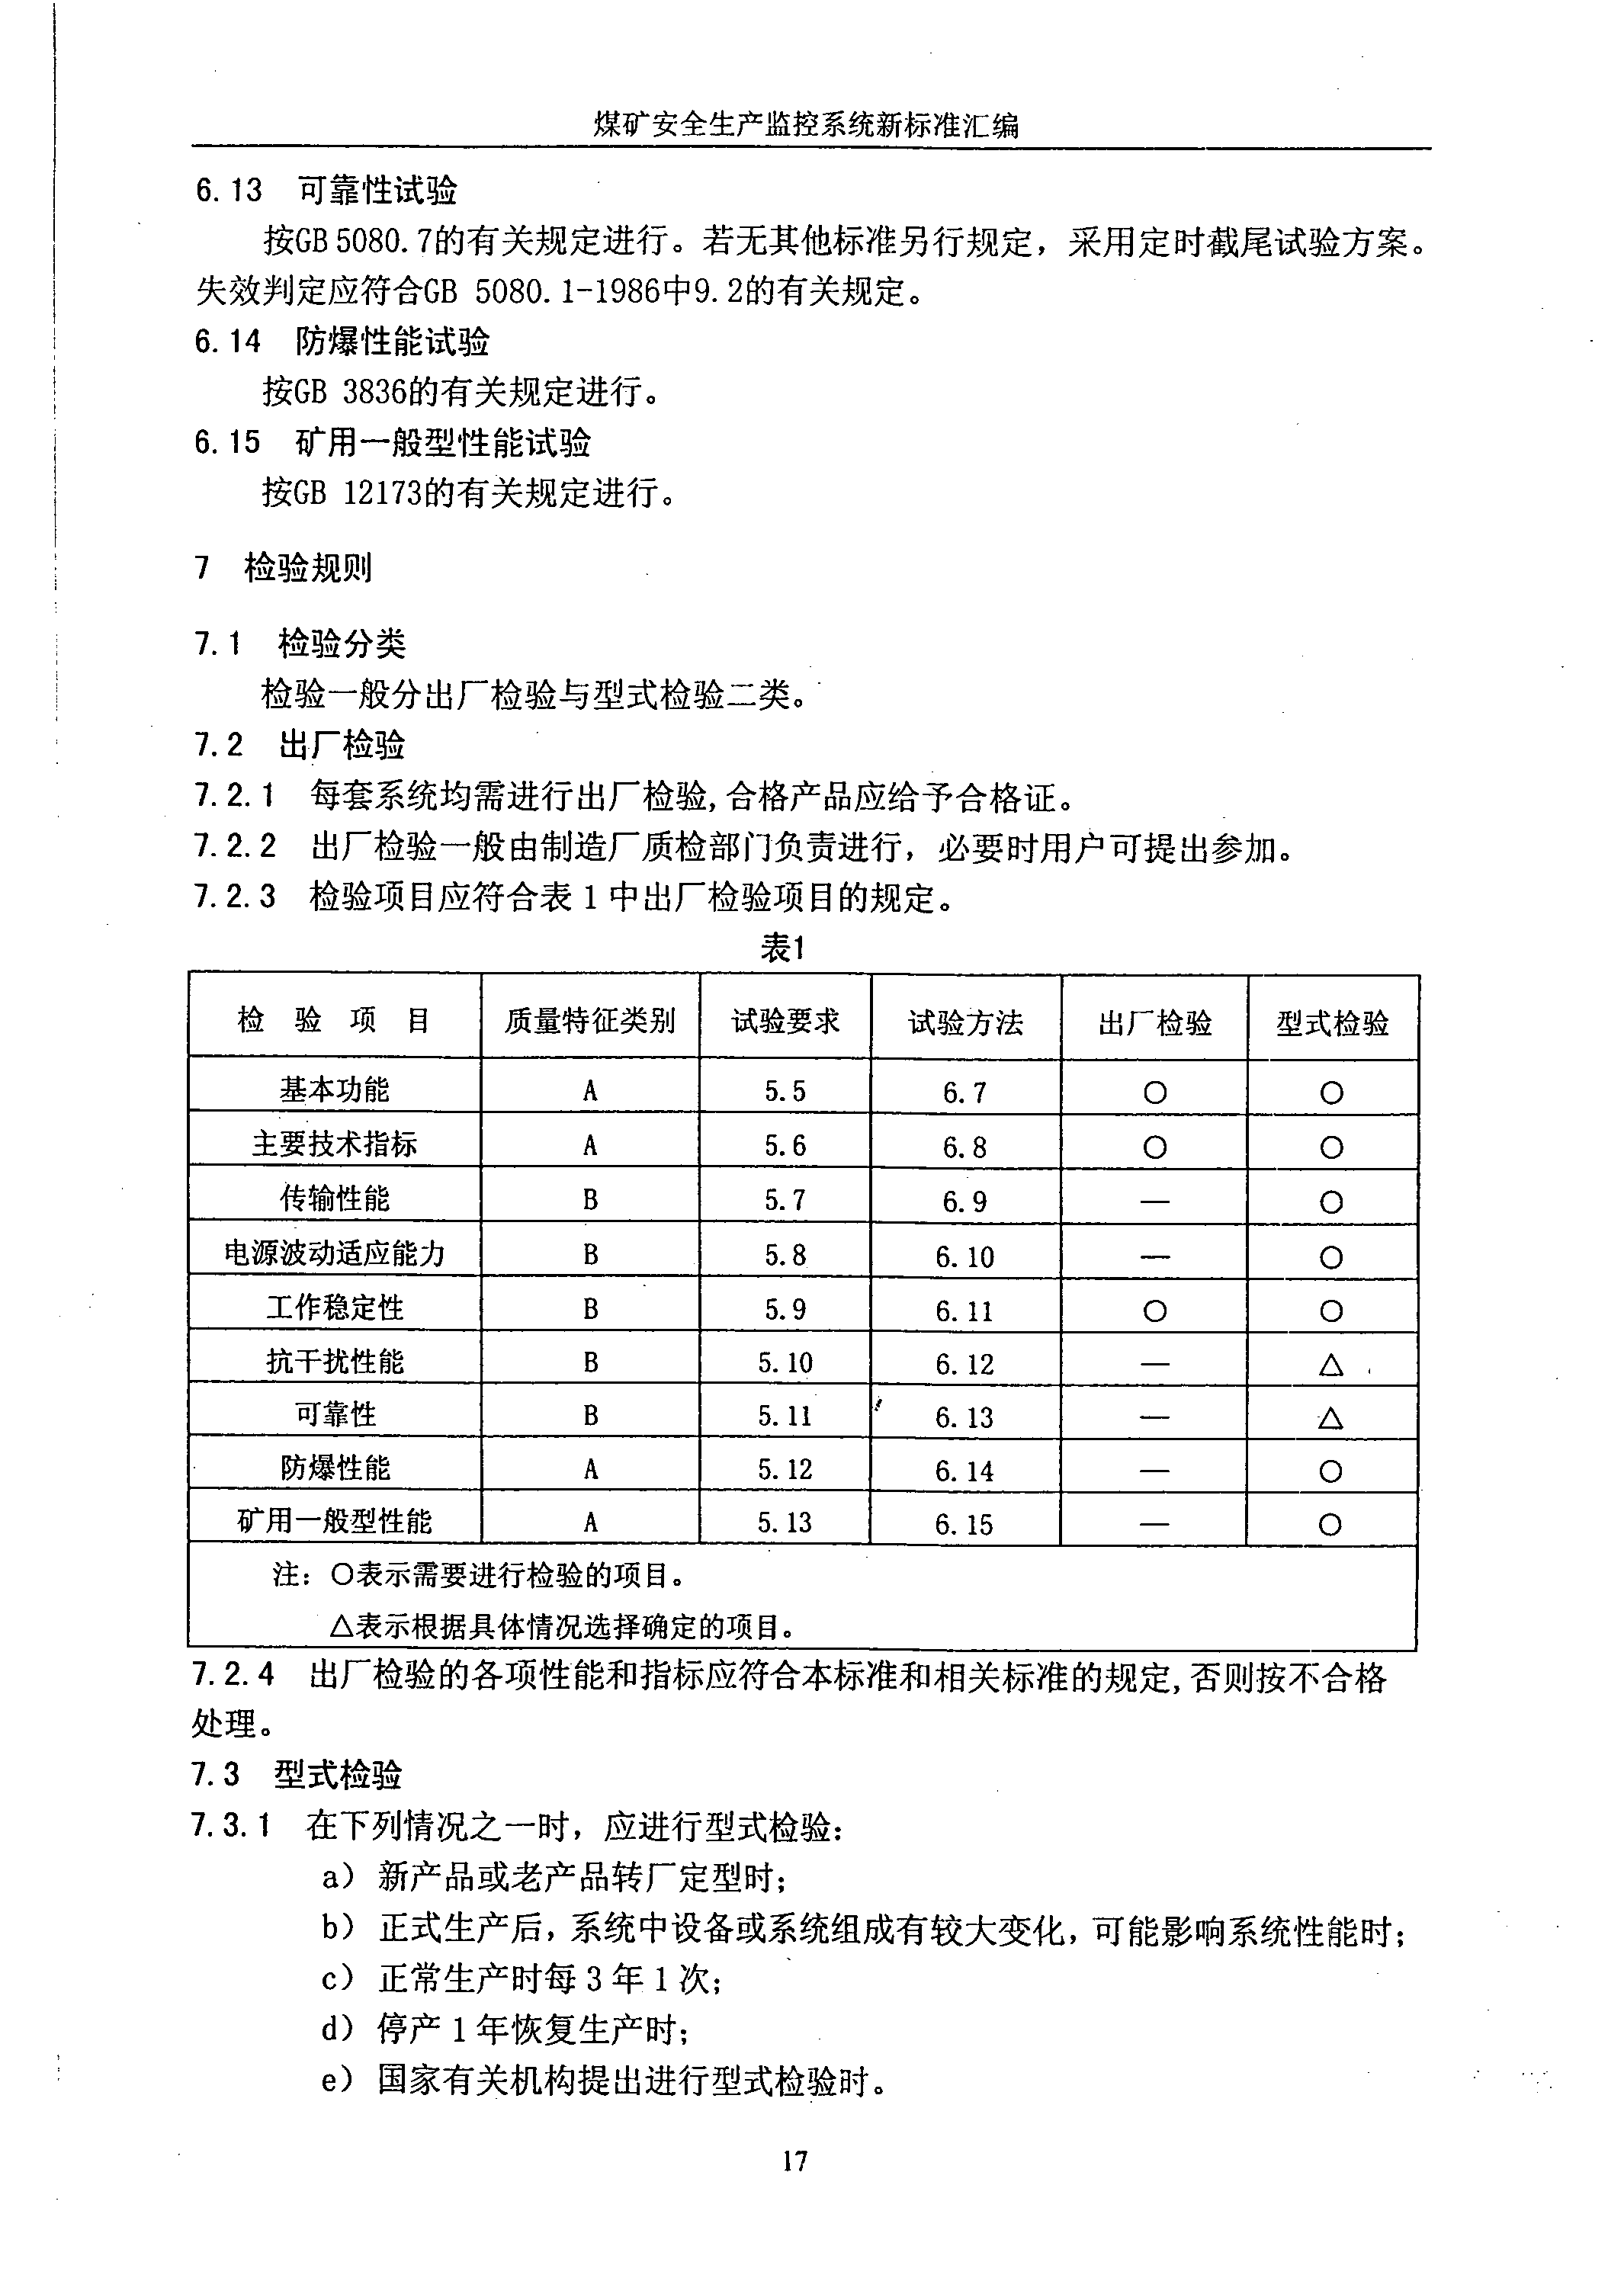 煤矿安全生产监控系统新标准汇编
6.13 可靠性试验
按GB 5080.7的有关规定进行。若无其他标准另行规定，采用定时截尾试验方案。
失效判定应符合GB 5080.1-1986中9.2的有关规定。
6.14 防爆性能试验
按GB 3836的有关规定进行。
6.15 矿用一般型性能试验
按GB 12173的有关规定进行。
7 检验规则
7.1 检验分类
检验一般分出厂检验与型式检验二类。
7.2 出厂检验
7.2.1 每套系统均需进行出厂检验,合格产品应给予合格证。
7.2.2 出厂检验一般由制造厂质检部门负责进行，必要时用户可提出参加。
7.2.3 检验项目应符合表1中出厂检验项目的规定。
表1
检 验 项 目 质量特征类别 试验要求 试验方法 出厂检验 型式检验
基本功能 A 5.5 6.7 ○ ○
主要技术指标 A 5.6 6.8 ○ ○
传输性能 B 5.7 6.9 — ○
电源波动适应能力 B 5.8 6.10 — ○
工作稳定性 B 5.9 6.11 ○ ○
抗干扰性能 B 5.10 6.12 — △
可靠性 B 5.11 6.13 — △
防爆性能 A 5.12 6.14 — ○
矿用一般型性能 A 5.13 6.15 — ○
注：○表示需要进行检验的项目。
△表示根据具体情况选择确定的项目。
7.2.4 出厂检验的各项性能和指标应符合本标准和相关标准的规定,否则按不合格
处理。
7.3 型式检验
7.3.1 在下列情况之一时，应进行型式检验：
a）新产品或老产品转厂定型时；
b）正式生产后，系统中设备或系统组成有较大变化，可能影响系统性能时；
c）正常生产时每3年1次；
d）停产1年恢复生产时；
e）国家有关机构提出进行型式检验时。
17